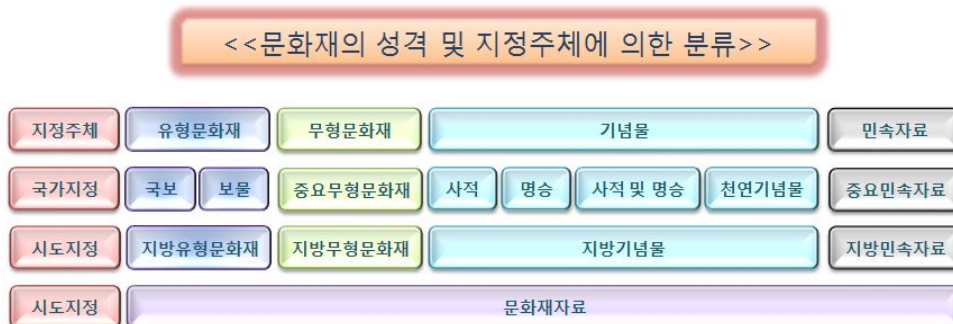 <<문화재의 성격 및 지정주체에 의한 분류>>
지정주체 유형문화재 무형문화재 기념물 민속자료
국가지정 국보 보물 중요무형문화재 사적 명승 사적 및 명승 천연기념물 중요민속자료
시도지정 지방유형문화재 지방무형문화재 지방기념물 지방민속자료
시도지정 문화재자료